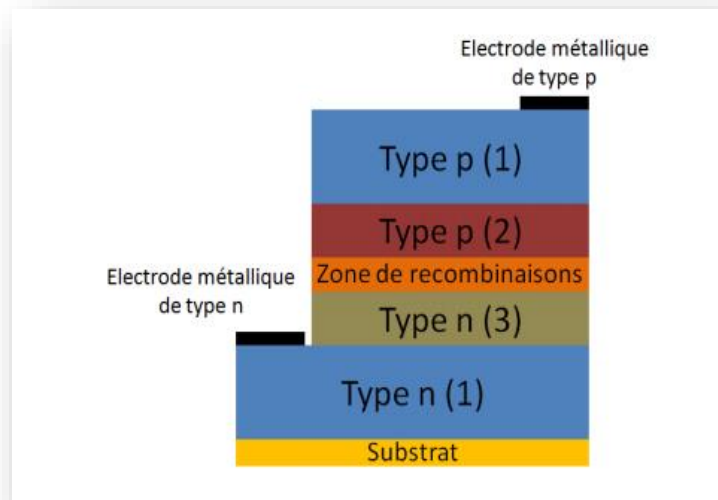 Electrode métallique
de type p
Type p (1)
Type p (2)
Electrode métallique
de type n
Zone de recombinaisons
Type n (3)
Type n (1)
Substrat